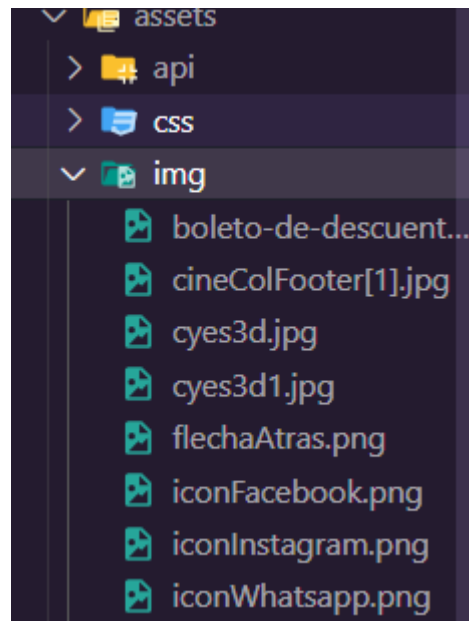 assets
api
css
img
boleto-de-descuent...
cineColFooter[1].jpg
cyes3d.jpg
cyes3d1.jpg
flechaAtras.png
iconFacebook.png
iconInstagram.png
iconWhatsapp.png